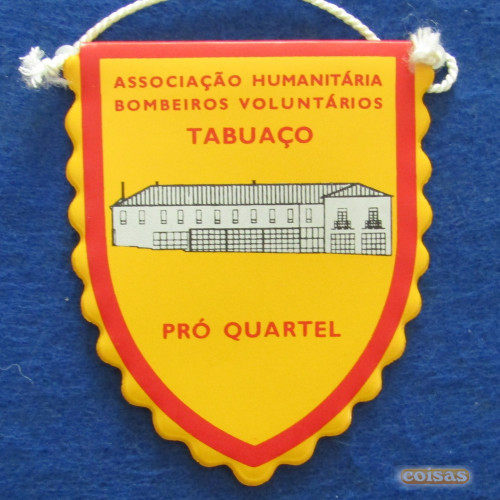 ASSOCIAÇÃO HUMANITÁRIA
BOMBEIROS VOLUNTÁRIOS
TABUAÇO
PRÓ QUARTEL
coisas